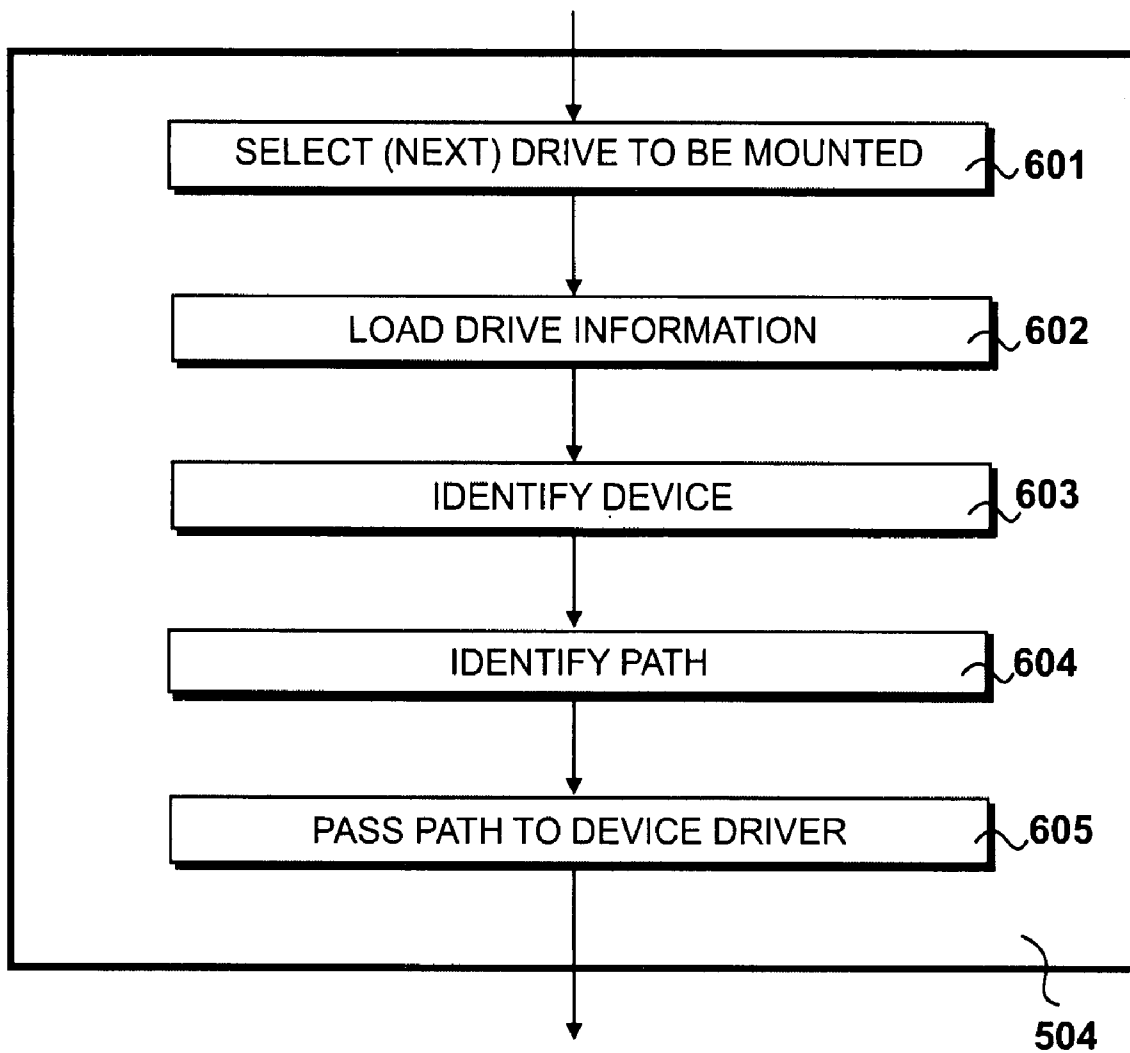 SELECT (NEXT) DRIVE TO BE MOUNTED
601
LOAD DRIVE INFORMATION
602
IDENTIFY DEVICE
603
IDENTIFY PATH
604
PASS PATH TO DEVICE DRIVER
605
504